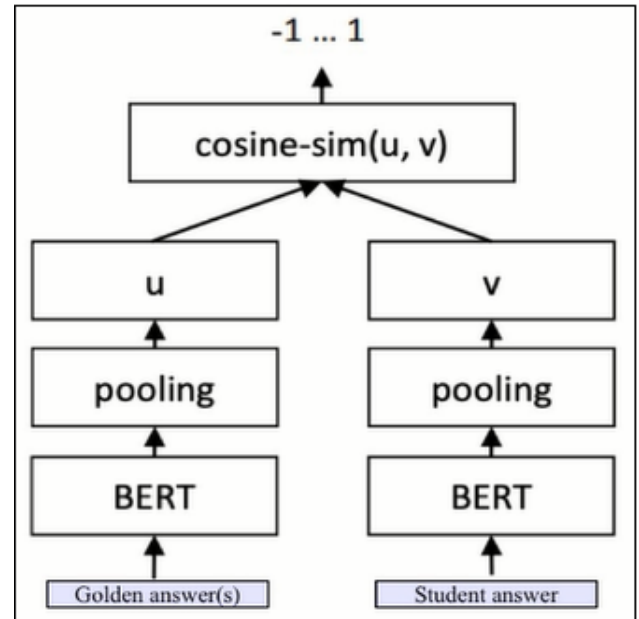 -1 ... 1
cosine-sim(u, v)
u
v
pooling
pooling
BERT
BERT
Golden answer(s)
Student answer